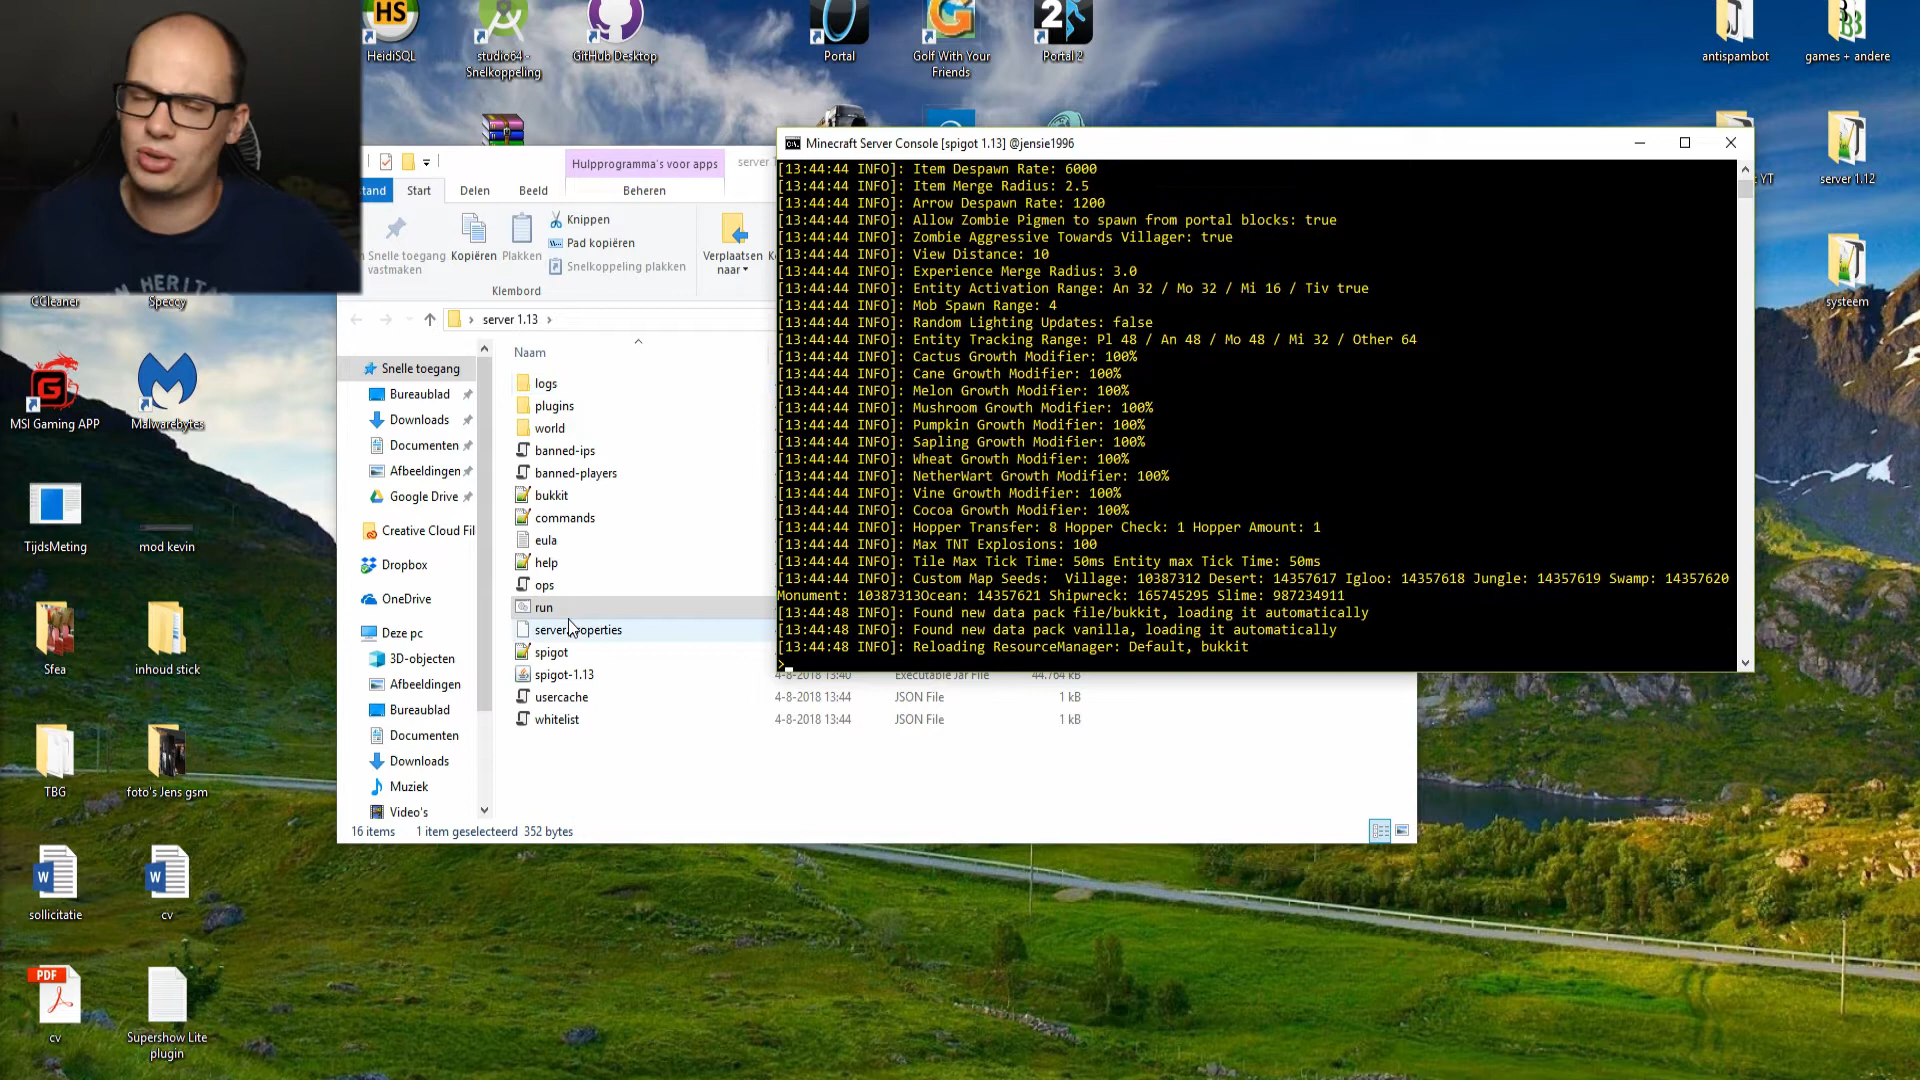 HeidiSQL
studio64 -
Snelkoppeling
GitHub Desktop
Portal
Golf With Your
Friends
Portal 2
antispambot
games + andere
YT
server 1.12
systeem
CCleaner
Speccy
MSI Gaming APP
Malwarebytes
TijdsMeting
mod kevin
Sfea
inhoud stick
TBG
foto's Jens gsm
sollicitatie
cv
PDF
cv
Supershow Lite
plugin
Hulpprogramma's voor apps
server 1
Start
Delen
Beeld
Beheren
Knippen
Pad kopiëren
Snelkoppeling plakken
Snelle toegang
vastmaken
Kopiëren
Plakken
Verplaatsen
naar
Klembord
server 1.13
Snelle toegang
Bureaublad
Downloads
Documenten
Afbeeldingen
Google Drive
Creative Cloud Fil
Dropbox
OneDrive
Deze pc
3D-objecten
Afbeeldingen
Bureaublad
Documenten
Downloads
Muziek
Video's
Naam
logs
plugins
world
banned-ips
banned-players
bukkit
commands
eula
help
ops
run
server.properties
spigot
spigot-1.13 4-8-2018 13:40 Executable Jar File 44.764 kB
usercache 4-8-2018 13:44 JSON File 1 kB
whitelist 4-8-2018 13:44 JSON File 1 kB
16 items 1 item geselecteerd 352 bytes
Minecraft Server Console [spigot 1.13] @jensie1996
[13:44:44 INFO]: Item Despawn Rate: 6000
[13:44:44 INFO]: Item Merge Radius: 2.5
[13:44:44 INFO]: Arrow Despawn Rate: 1200
[13:44:44 INFO]: Allow Zombie Pigmen to spawn from portal blocks: true
[13:44:44 INFO]: Zombie Aggressive Towards Villager: true
[13:44:44 INFO]: View Distance: 10
[13:44:44 INFO]: Experience Merge Radius: 3.0
[13:44:44 INFO]: Entity Activation Range: An 32 / Mo 32 / Mi 16 / Tiv true
[13:44:44 INFO]: Mob Spawn Range: 4
[13:44:44 INFO]: Random Lighting Updates: false
[13:44:44 INFO]: Entity Tracking Range: Pl 48 / An 48 / Mo 48 / Mi 32 / Other 64
[13:44:44 INFO]: Cactus Growth Modifier: 100%
[13:44:44 INFO]: Cane Growth Modifier: 100%
[13:44:44 INFO]: Melon Growth Modifier: 100%
[13:44:44 INFO]: Mushroom Growth Modifier: 100%
[13:44:44 INFO]: Pumpkin Growth Modifier: 100%
[13:44:44 INFO]: Sapling Growth Modifier: 100%
[13:44:44 INFO]: Wheat Growth Modifier: 100%
[13:44:44 INFO]: NetherWart Growth Modifier: 100%
[13:44:44 INFO]: Vine Growth Modifier: 100%
[13:44:44 INFO]: Cocoa Growth Modifier: 100%
[13:44:44 INFO]: Hopper Transfer: 8 Hopper Check: 1 Hopper Amount: 1
[13:44:44 INFO]: Max TNT Explosions: 100
[13:44:44 INFO]: Tile Max Tick Time: 50ms Entity max Tick Time: 50ms
[13:44:44 INFO]: Custom Map Seeds:  Village: 10387312 Desert: 14357617 Igloo: 14357618 Jungle: 14357619 Swamp: 14357620
Monument: 10387313Ocean: 14357621 Shipwreck: 165745295 Slime: 987234911
[13:44:48 INFO]: Found new data pack file/bukkit, loading it automatically
[13:44:48 INFO]: Found new data pack vanilla, loading it automatically
[13:44:48 INFO]: Reloading ResourceManager: Default, bukkit
>